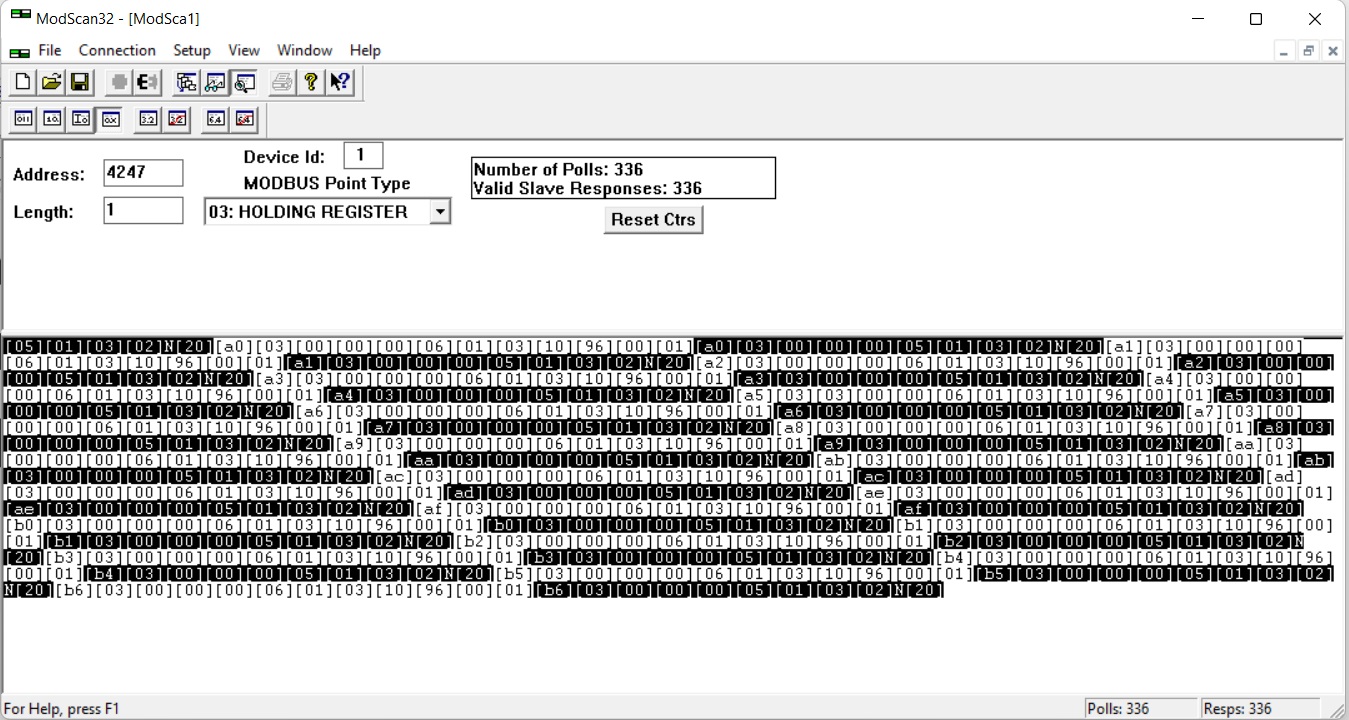 ModScan32 - [ModSca1]
File Connection Setup View Window Help
Address: 4247
Device Id: 1
MODBUS Point Type
Length: 1
03: HOLDING REGISTER
Number of Polls: 336
Valid Slave Responses: 336
Reset Ctrs
[05][01][03][02]N[20][a0][03][00][00][00][06][01][03][10][96][00][01][a0][03][00][00][00][05][01][03][02]N[20][a1][03][00][00][00]
[06][01][03][10][96][00][01][a1][03][00][00][00][05][01][03][02]N[20][a2][03][00][00][00][06][01][03][10][96][00][01][a2][03][00][00]
[00][05][01][03][02]N[20][a3][03][00][00][00][06][01][03][10][96][00][01][a3][03][00][00][00][05][01][03][02]N[20][a4][03][00][00]
[00][06][01][03][10][96][00][01][a4][03][00][00][00][05][01][03][02]N[20][a5][03][00][00][00][06][01][03][10][96][00][01][a5][03][00]
[00][00][05][01][03][02]N[20][a6][03][00][00][00][06][01][03][10][96][00][01][a6][03][00][00][00][05][01][03][02]N[20][a7][03][00]
[00][00][06][01][03][10][96][00][01][a7][03][00][00][00][05][01][03][02]N[20][a8][03][00][00][00][06][01][03][10][96][00][01][a8][03]
[00][00][00][05][01][03][02]N[20][a9][03][00][00][00][06][01][03][10][96][00][01][a9][03][00][00][00][05][01][03][02]N[20][aa][03]
[00][00][00][06][01][03][10][96][00][01][aa][03][00][00][00][05][01][03][02]N[20][ab][03][00][00][00][06][01][03][10][96][00][01][ab]
[03][00][00][00][05][01][03][02]N[20][ac][03][00][00][00][06][01][03][10][96][00][01][ac][03][00][00][00][05][01][03][02]N[20][ad]
[03][00][00][00][06][01][03][10][96][00][01][ad][03][00][00][00][05][01][03][02]N[20][ae][03][00][00][00][06][01][03][10][96][00][01]
[ae][03][00][00][00][05][01][03][02]N[20][af][03][00][00][00][06][01][03][10][96][00][01][af][03][00][00][00][05][01][03][02]N[20]
[b0][03][00][00][00][06][01][03][10][96][00][01][b0][03][00][00][00][05][01][03][02]N[20][b1][03][00][00][00][06][01][03][10][96][00]
[01][b1][03][00][00][00][05][01][03][02]N[20][b2][03][00][00][00][06][01][03][10][96][00][01][b2][03][00][00][00][05][01][03][02]N
[20][b3][03][00][00][00][06][01][03][10][96][00][01][b3][03][00][00][00][05][01][03][02]N[20][b4][03][00][00][00][06][01][03][10][96]
[00][01][b4][03][00][00][00][05][01][03][02]N[20][b5][03][00][00][00][06][01][03][10][96][00][01][b5][03][00][00][00][05][01][03][02]
N[20][b6][03][00][00][00][06][01][03][10][96][00][01][b6][03][00][00][00][05][01][03][02]N[20]
For Help, press F1
Polls: 336
Resps: 336